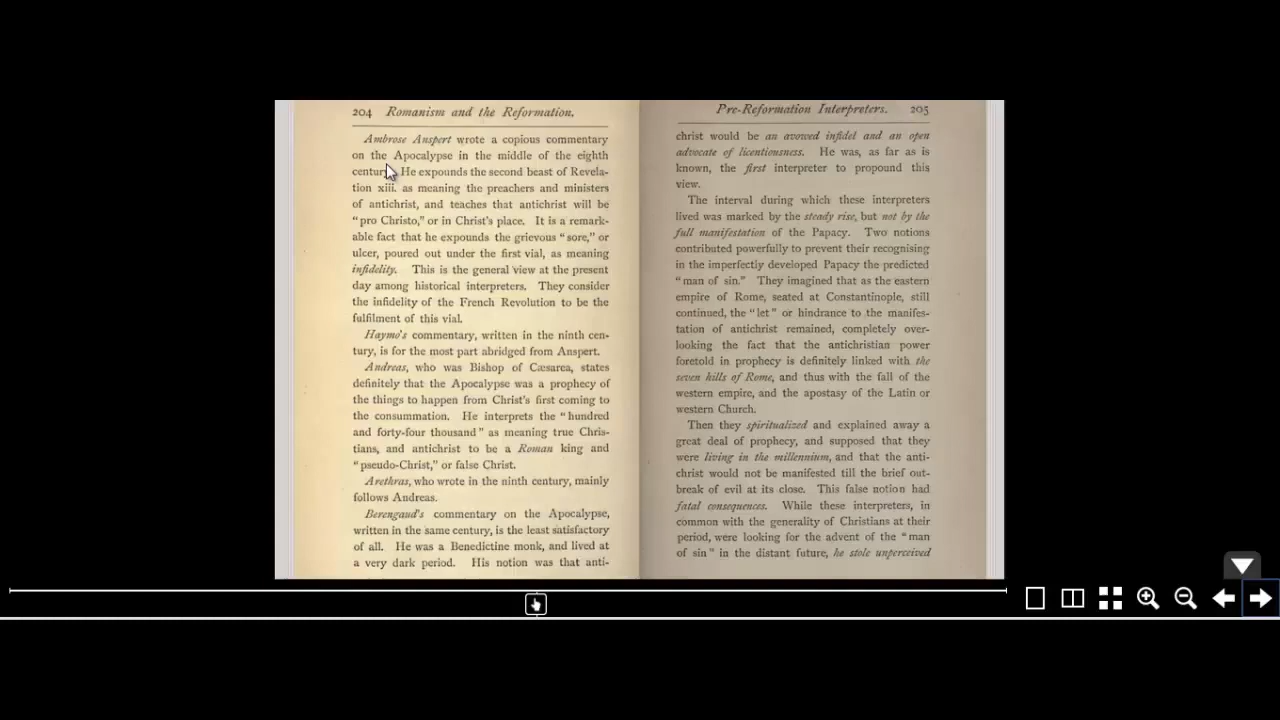 204 Romanism and the Reformation.
Ambrose Anspert wrote a copious commentary
on the Apocalypse in the middle of the eighth
century. He expounds the second beast of Revela-
tion xiii. as meaning the preachers and ministers
of antichrist, and teaches that antichrist will be
“pro Christo,” or in Christ's place. It is a remark-
able fact that he expounds the grievous “sore,” or
ulcer, poured out under the first vial, as meaning
infidelity. This is the general view at the present
day among historical interpreters. They consider
the infidelity of the French Revolution to be the
fulfilment of this vial.
Haymo's commentary, written in the ninth cen-
tury, is for the most part abridged from Anspert.
Andreas, who was Bishop of Cæsarea, states
definitely that the Apocalypse was a prophecy of
the things to happen from Christ's first coming to
the consummation. He interprets the “hundred
and forty-four thousand” as meaning true Chris-
tians, and antichrist to be a Roman king and
“pseudo-Christ,” or false Christ.
Arethras, who wrote in the ninth century, mainly
follows Andreas.
Berengaud's commentary on the Apocalypse,
written in the same century, is the least satisfactory
of all. He was a Benedictine monk, and lived at
a very dark period. His notion was that anti-
Pre-Reformation Interpreters. 205
christ would be an avowed infidel and an open
advocate of licentiousness. He was, as far as is
known, the first interpreter to propound this
view.
The interval during which these interpreters
lived was marked by the steady rise, but not by the
full manifestation of the Papacy. Two notions
contributed powerfully to prevent their recognising
in the imperfectly developed Papacy the predicted
“man of sin.” They imagined that as the eastern
empire of Rome, seated at Constantinople, still
continued, the “let” or hindrance to the manifes-
tation of antichrist remained, completely over-
looking the fact that the antichristian power
foretold in prophecy is definitely linked with the
seven hills of Rome, and thus with the fall of the
western empire, and the apostasy of the Latin or
western Church.
Then they spiritualized and explained away a
great deal of prophecy, and supposed that they
were living in the millennium, and that the anti-
christ would not be manifested till the brief out-
break of evil at its close. This false notion had
fatal consequences. While these interpreters, in
common with the generality of Christians at their
period, were looking for the advent of the “man
of sin” in the distant future, he stole unperceived